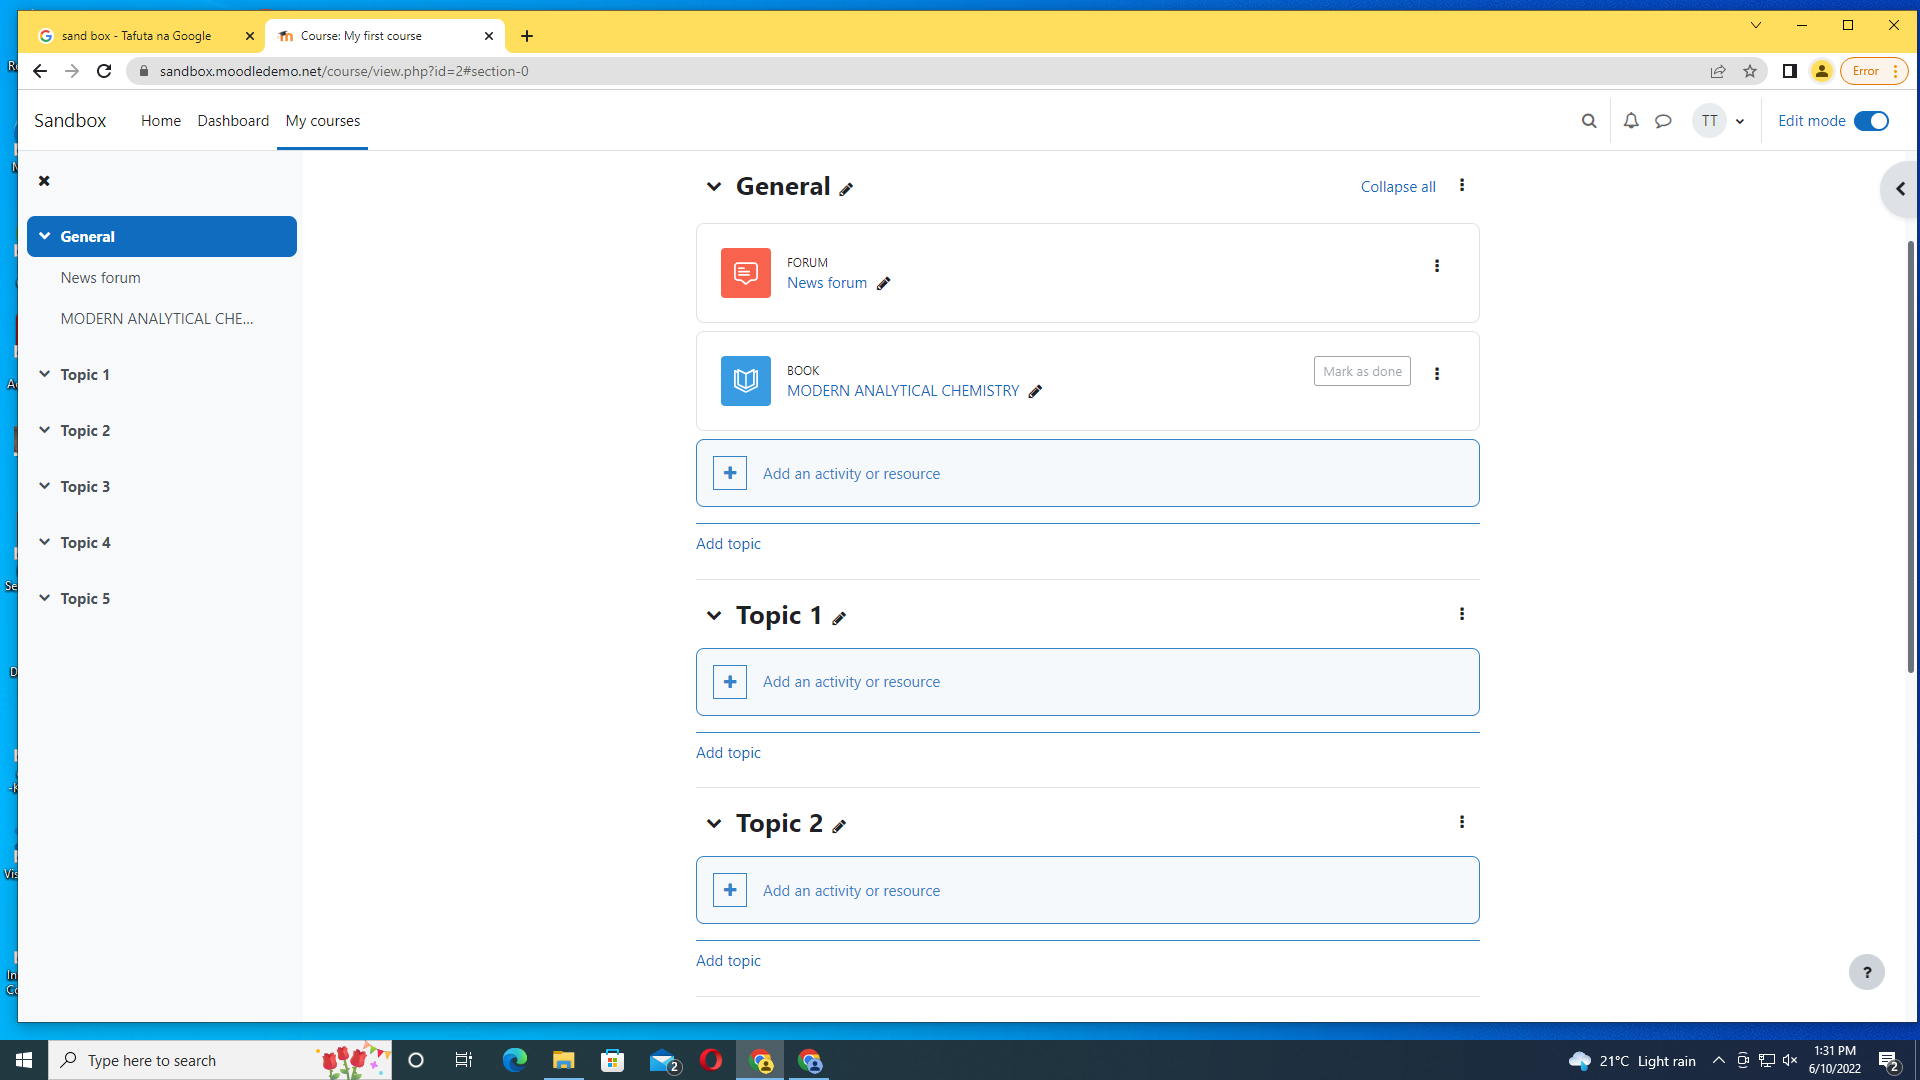 sand box - Tafuta na Google
Course: My first course
sandbox.moodledemo.net/course/view.php?id=2#section-0
Error
Sandbox
Home
Dashboard
My courses
TT
Edit mode
General
News forum
MODERN ANALYTICAL CHE...
Topic 1
Topic 2
Topic 3
Topic 4
Topic 5
General
Collapse all
FORUM
News forum
BOOK
MODERN ANALYTICAL CHEMISTRY
Mark as done
Add an activity or resource
Add topic
Topic 1
Add an activity or resource
Add topic
Topic 2
Add an activity or resource
Add topic
?
Type here to search
2
21°C Light rain
1:31 PM
6/10/2022
2